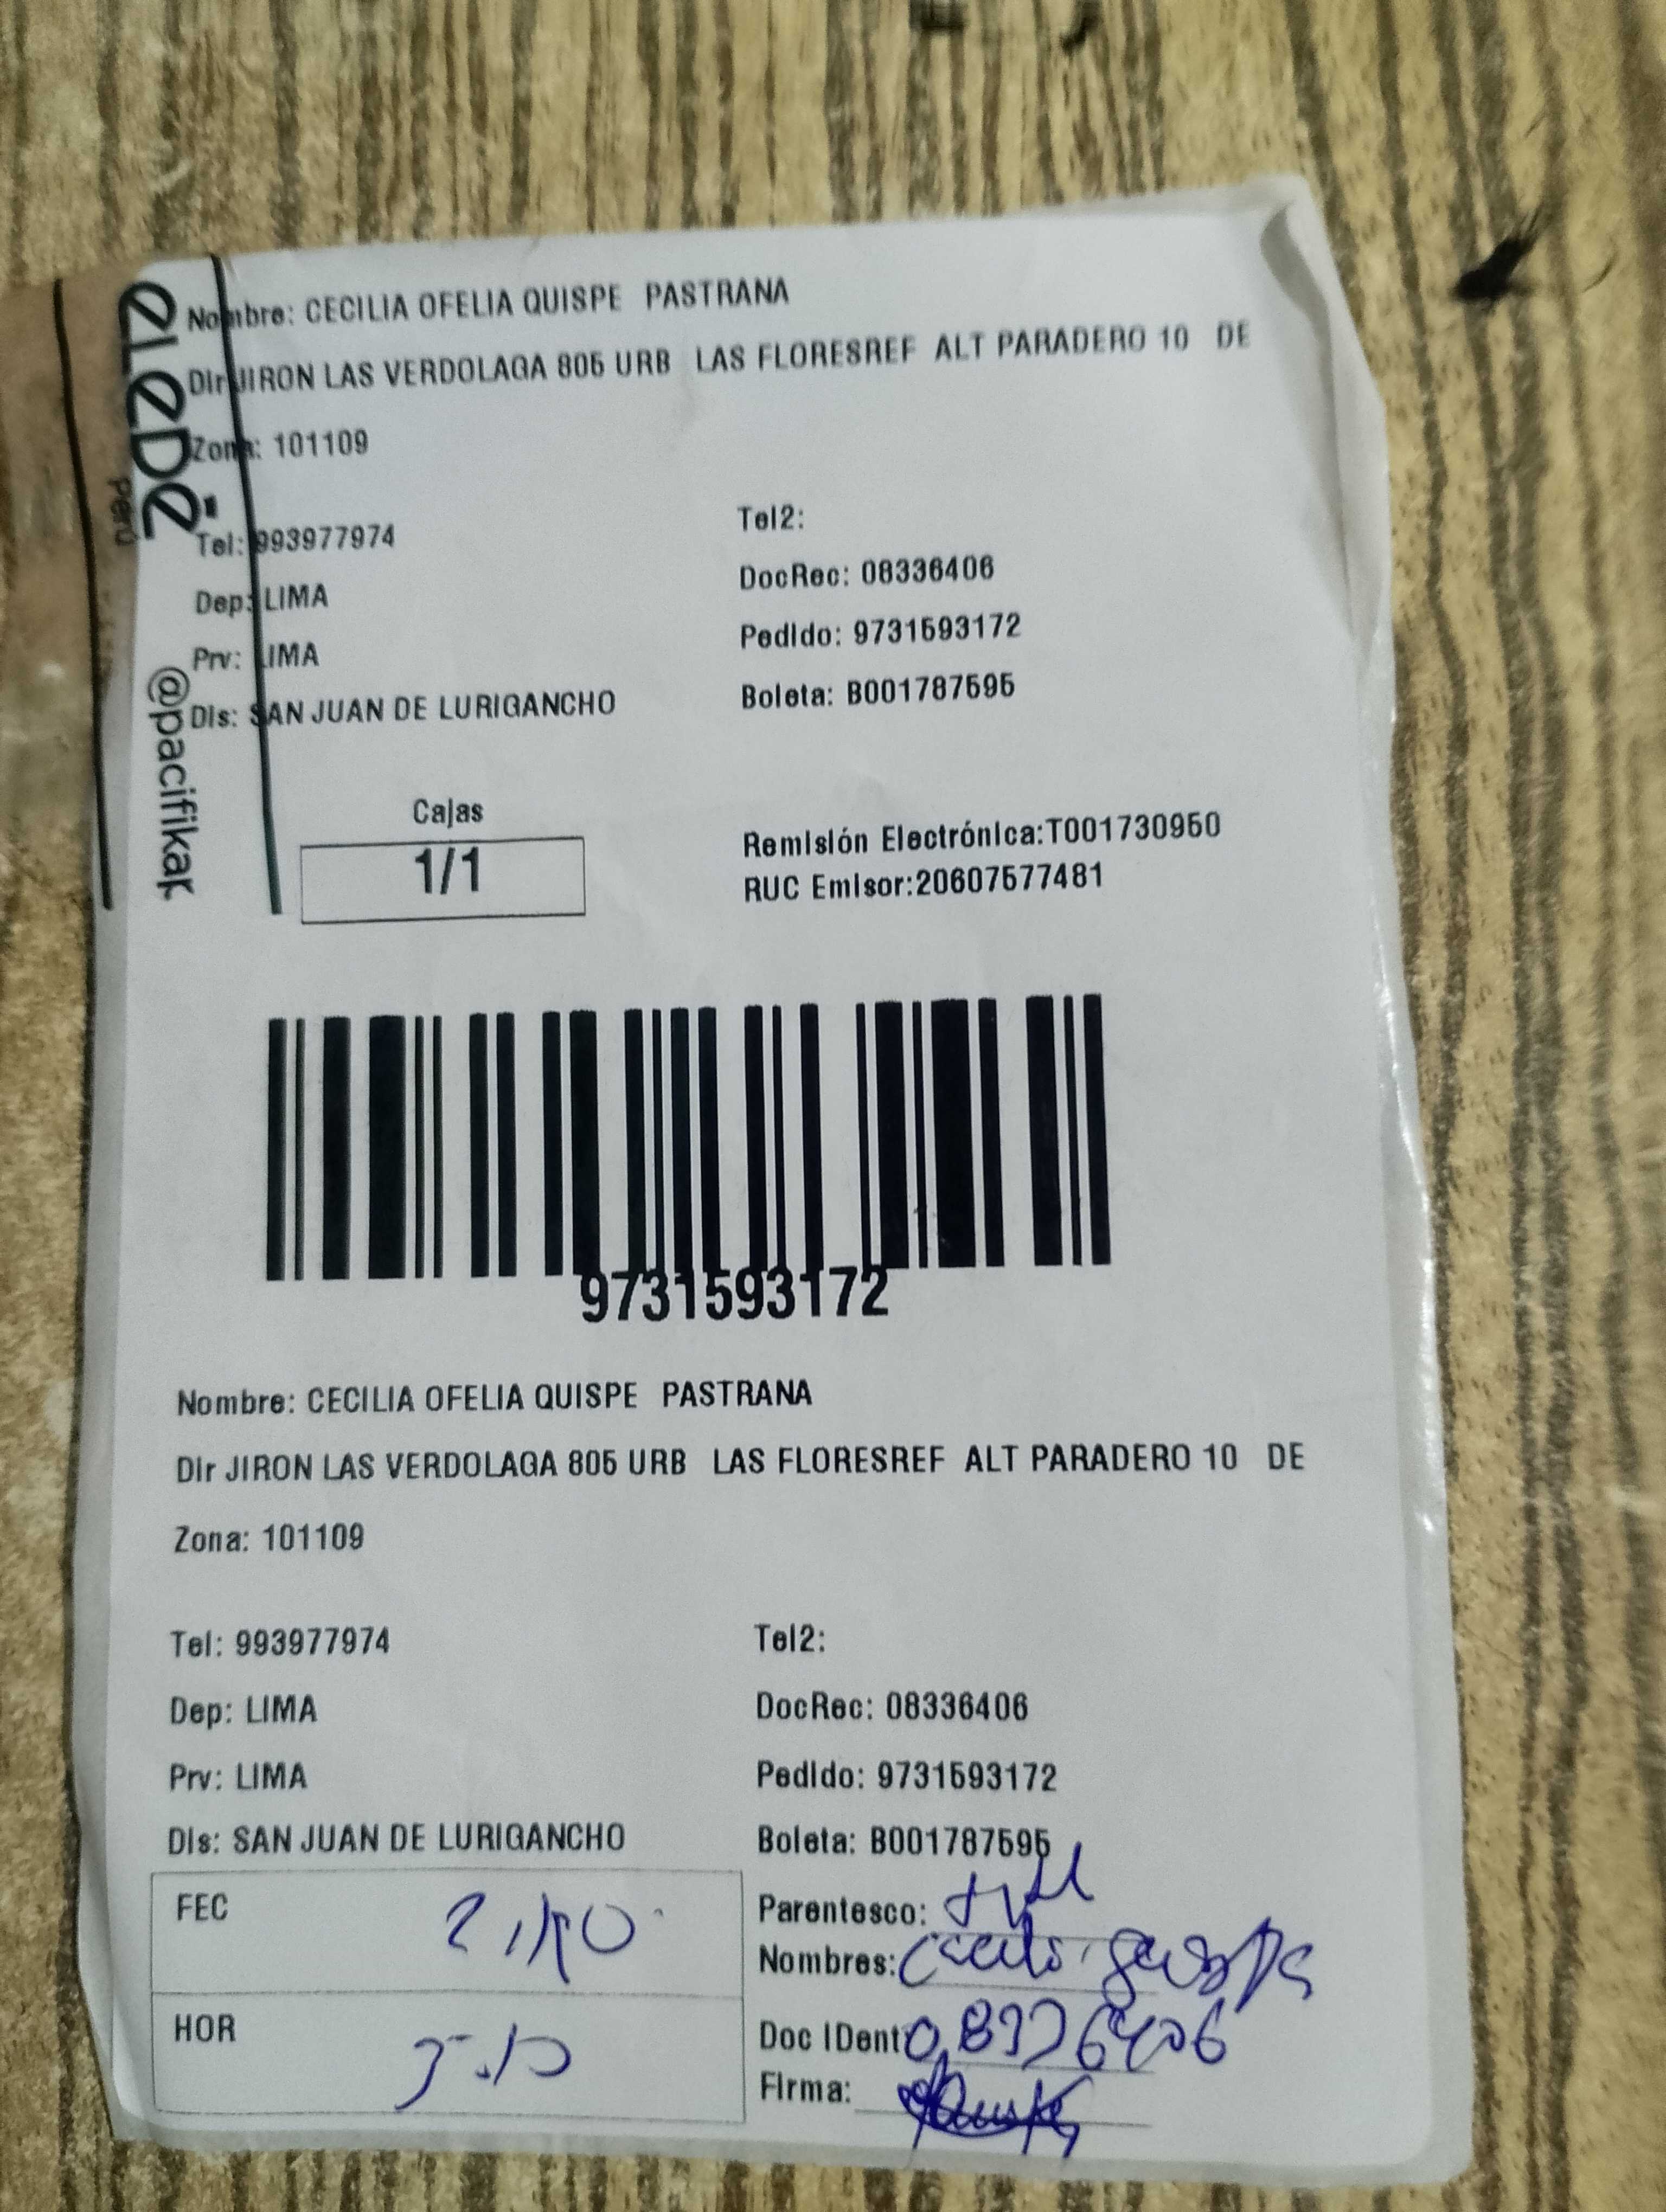 Nombre: CECILIA OFELIA QUISPE PASTRANA
Dir JIRON LAS VERDOLAGA 805 URB LAS FLORESREF ALT PARADERO 10 DE
Zona: 101109
Tel: 993977974
Tel2:
Dep: LIMA
DocRec: 08336406
Prv: LIMA
Pedido: 9731593172
Dis: SAN JUAN DE LURIGANCHO
Boleta: B001787595
eLeDē
Perú
@pacifikar
Cajas
1/1
Remisión Electrónica:T001730950
RUC Emisor:20607577481
9731593172
Nombre: CECILIA OFELIA QUISPE PASTRANA
Dir JIRON LAS VERDOLAGA 805 URB LAS FLORESREF ALT PARADERO 10 DE
Zona: 101109
Tel: 993977974
Tel2:
Dep: LIMA
DocRec: 08336406
Prv: LIMA
Pedido: 9731593172
Dis: SAN JUAN DE LURIGANCHO
Boleta: B001787595
FEC
Parentesco:
Nombres:
HOR
Doc IDent
Firma: